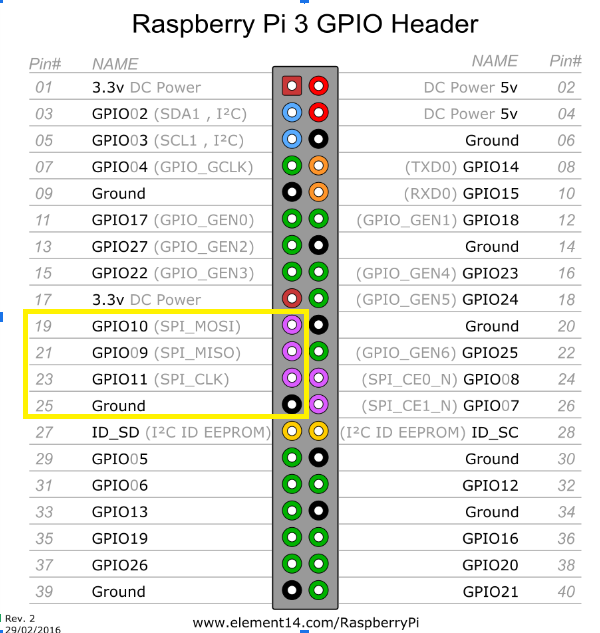 Raspberry Pi 3 GPIO Header
Pin# NAME NAME Pin#
01 3.3v DC Power DC Power 5v 02
03 GPIO02 (SDA1 , I²C) DC Power 5v 04
05 GPIO03 (SCL1 , I²C) Ground 06
07 GPIO04 (GPIO_GCLK) (TXD0) GPIO14 08
09 Ground (RXD0) GPIO15 10
11 GPIO17 (GPIO_GEN0) (GPIO_GEN1) GPIO18 12
13 GPIO27 (GPIO_GEN2) Ground 14
15 GPIO22 (GPIO_GEN3) (GPIO_GEN4) GPIO23 16
17 3.3v DC Power (GPIO_GEN5) GPIO24 18
19 GPIO10 (SPI_MOSI) Ground 20
21 GPIO09 (SPI_MISO) (GPIO_GEN6) GPIO25 22
23 GPIO11 (SPI_CLK) (SPI_CE0_N) GPIO08 24
25 Ground (SPI_CE1_N) GPIO07 26
27 ID_SD (I²C ID EEPROM) (I²C ID EEPROM) ID_SC 28
29 GPIO05 Ground 30
31 GPIO06 GPIO12 32
33 GPIO13 Ground 34
35 GPIO19 GPIO16 36
37 GPIO26 GPIO20 38
39 Ground GPIO21 40
Rev. 2
29/02/2016
www.element14.com/RaspberryPi